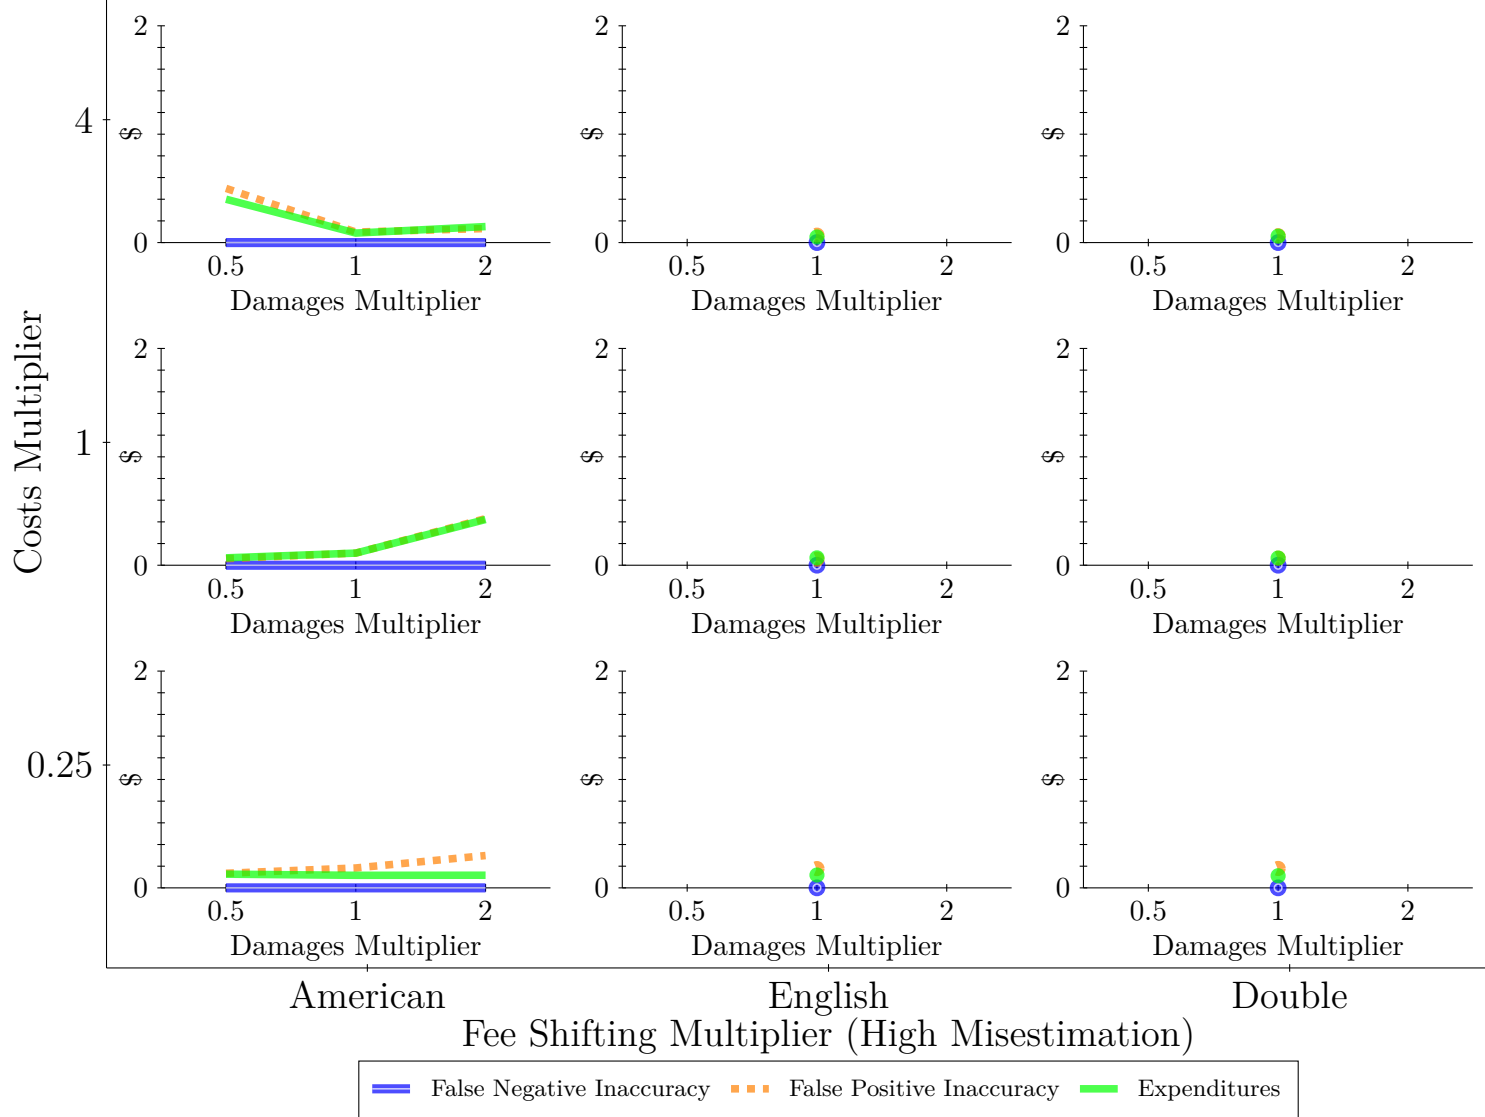 Costs Multiplier
4
1
0.25
2
$
0
0.5 1 2
Damages Multiplier
2
$
0
0.5 1 2
Damages Multiplier
2
$
0
0.5 1 2
Damages Multiplier
2
$
0
0.5 1 2
Damages Multiplier
2
$
0
0.5 1 2
Damages Multiplier
2
$
0
0.5 1 2
Damages Multiplier
2
$
0
0.5 1 2
Damages Multiplier
2
$
0
0.5 1 2
Damages Multiplier
2
$
0
0.5 1 2
Damages Multiplier
American English Double
Fee Shifting Multiplier (High Misestimation)
False Negative Inaccuracy False Positive Inaccuracy Expenditures